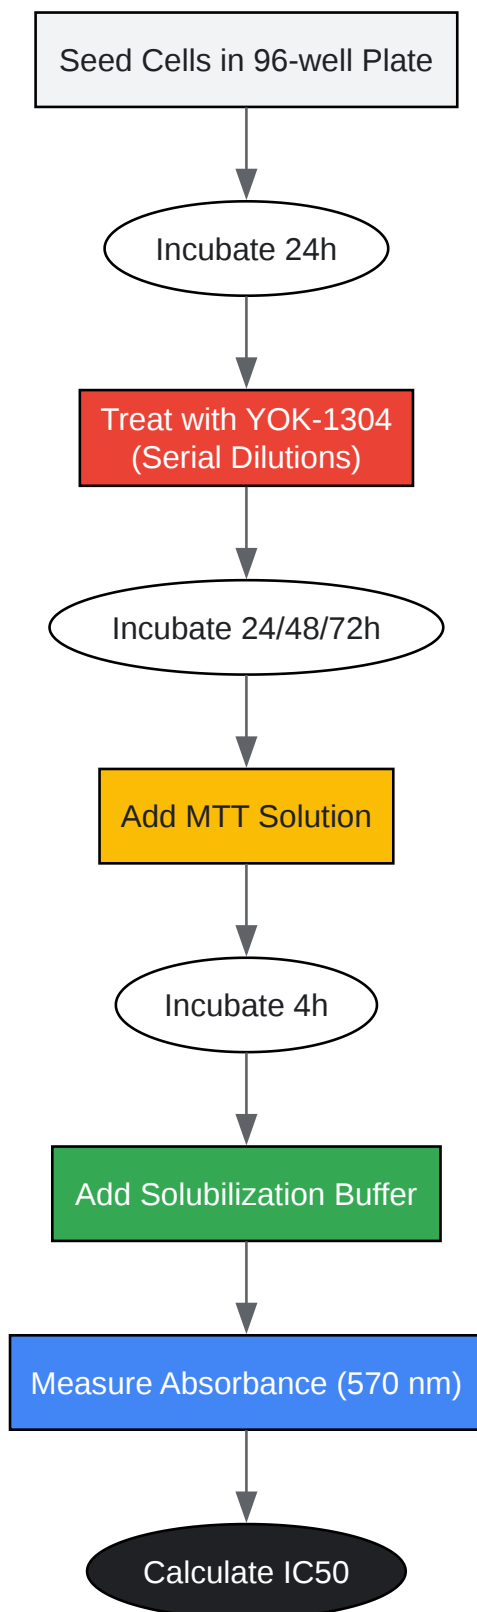 Seed Cells in 96-well Plate
Incubate 24h
Treat with YOK-1304
(Serial Dilutions)
Incubate 24/48/72h
Add MTT Solution
Incubate 4h
Add Solubilization Buffer
Measure Absorbance (570 nm)
Calculate IC50